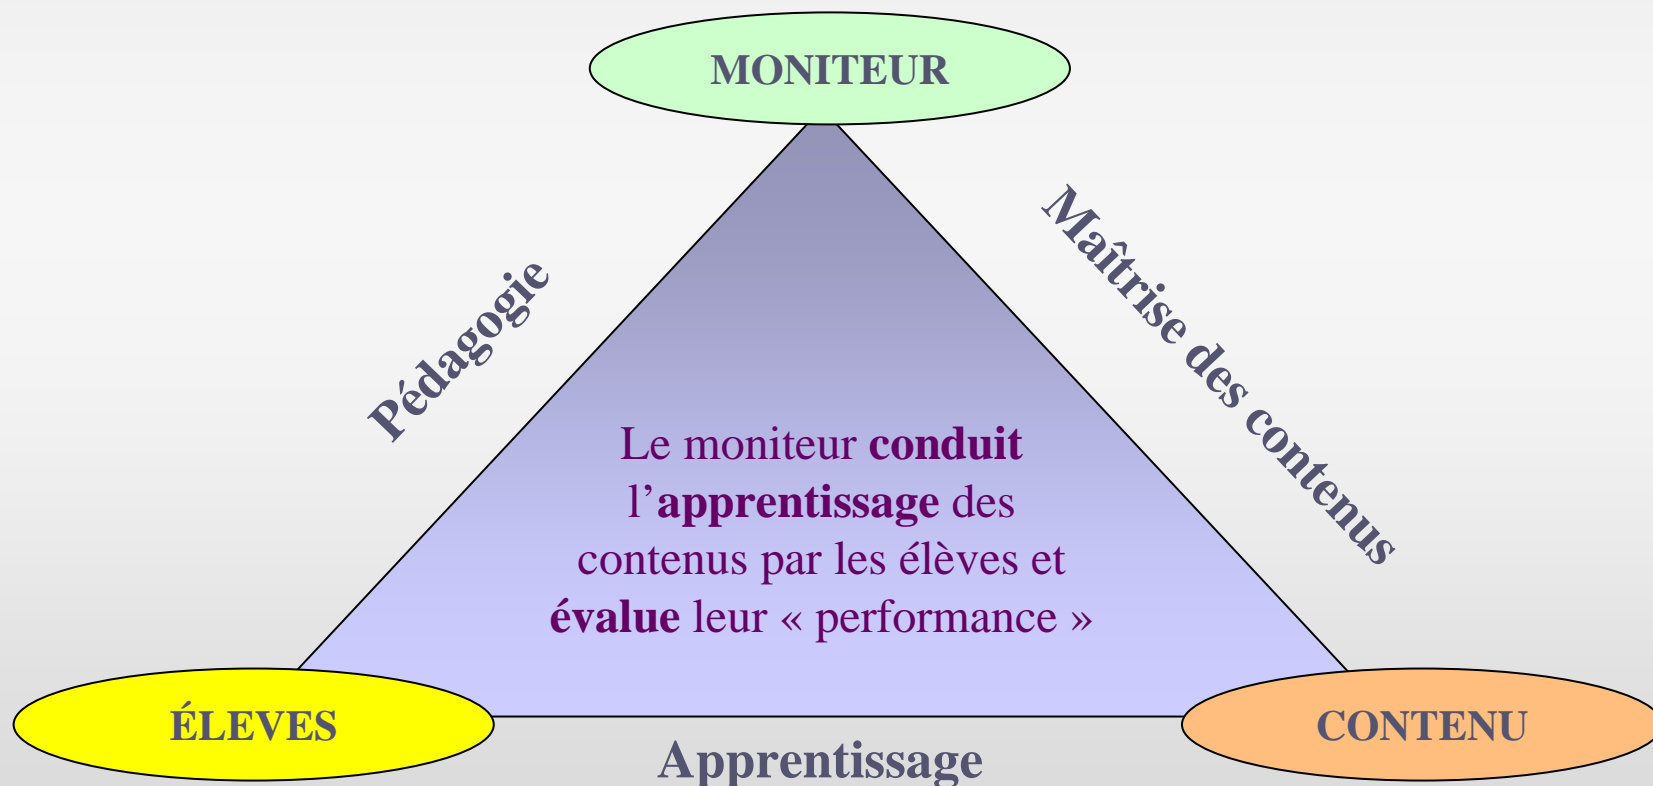 MONITEUR
Maîtrise des contenus
Pédagogie
Le moniteur conduit
l’apprentissage des
contenus par les élèves et
évalue leur « performance »
ÉLEVES
CONTENU
Apprentissage